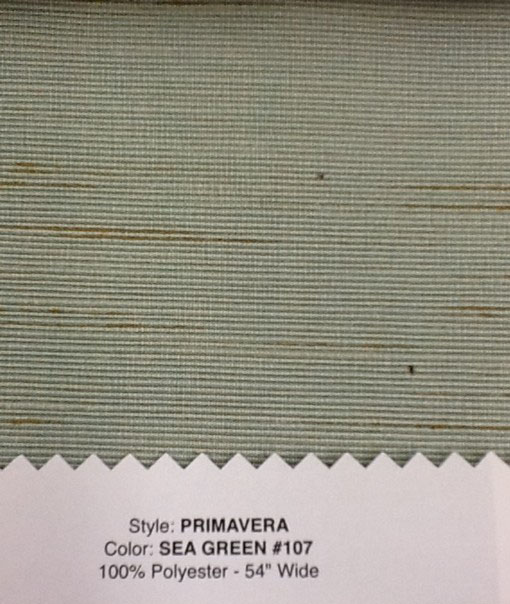 Style: PRIMAVERA
Color: SEA GREEN #107
100% Polyester - 54" Wide